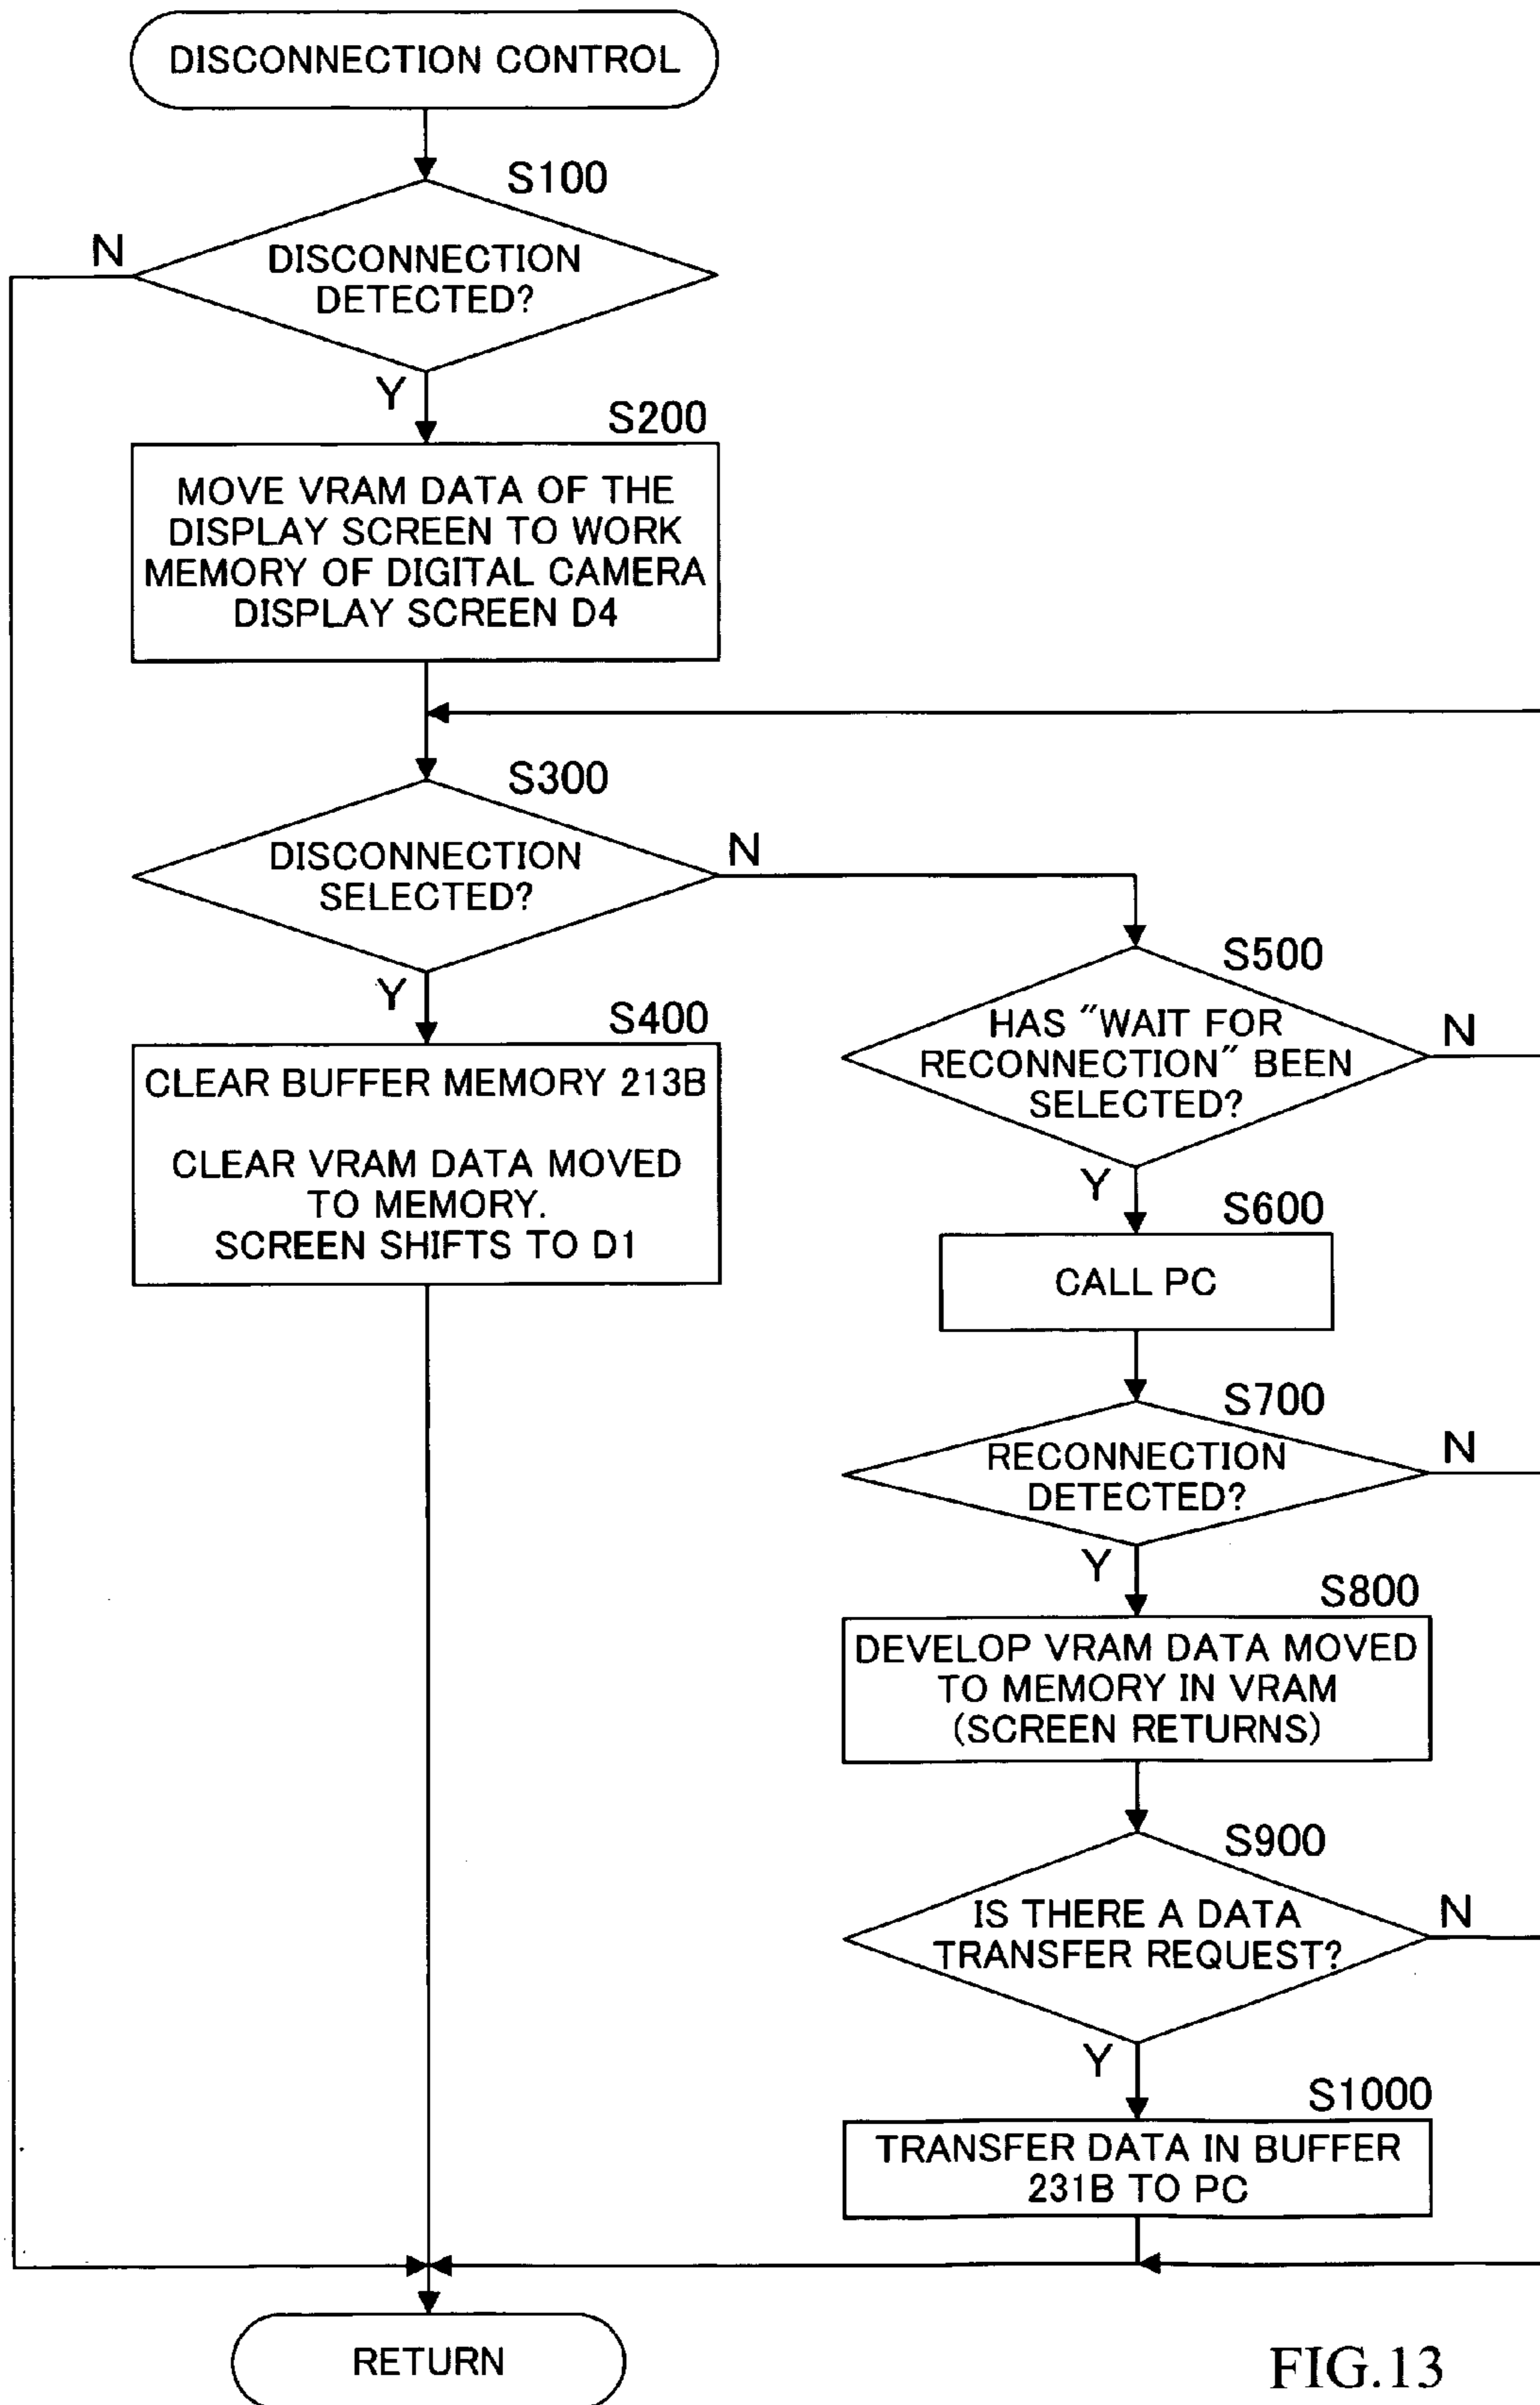 DISCONNECTION CONTROL
S100
DISCONNECTION
DETECTED?
N
Y
S200
MOVE VRAM DATA OF THE
DISPLAY SCREEN TO WORK
MEMORY OF DIGITAL CAMERA
DISPLAY SCREEN D4
S300
DISCONNECTION
SELECTED?
N
Y
S400
CLEAR BUFFER MEMORY 213B
CLEAR VRAM DATA MOVED
TO MEMORY.
SCREEN SHIFTS TO D1
S500
HAS "WAIT FOR
RECONNECTION" BEEN
SELECTED?
N
Y
S600
CALL PC
S700
RECONNECTION
DETECTED?
N
Y
S800
DEVELOP VRAM DATA MOVED
TO MEMORY IN VRAM
(SCREEN RETURNS)
S900
IS THERE A DATA
TRANSFER REQUEST?
N
Y
S1000
TRANSFER DATA IN BUFFER
231B TO PC
RETURN
FIG.13